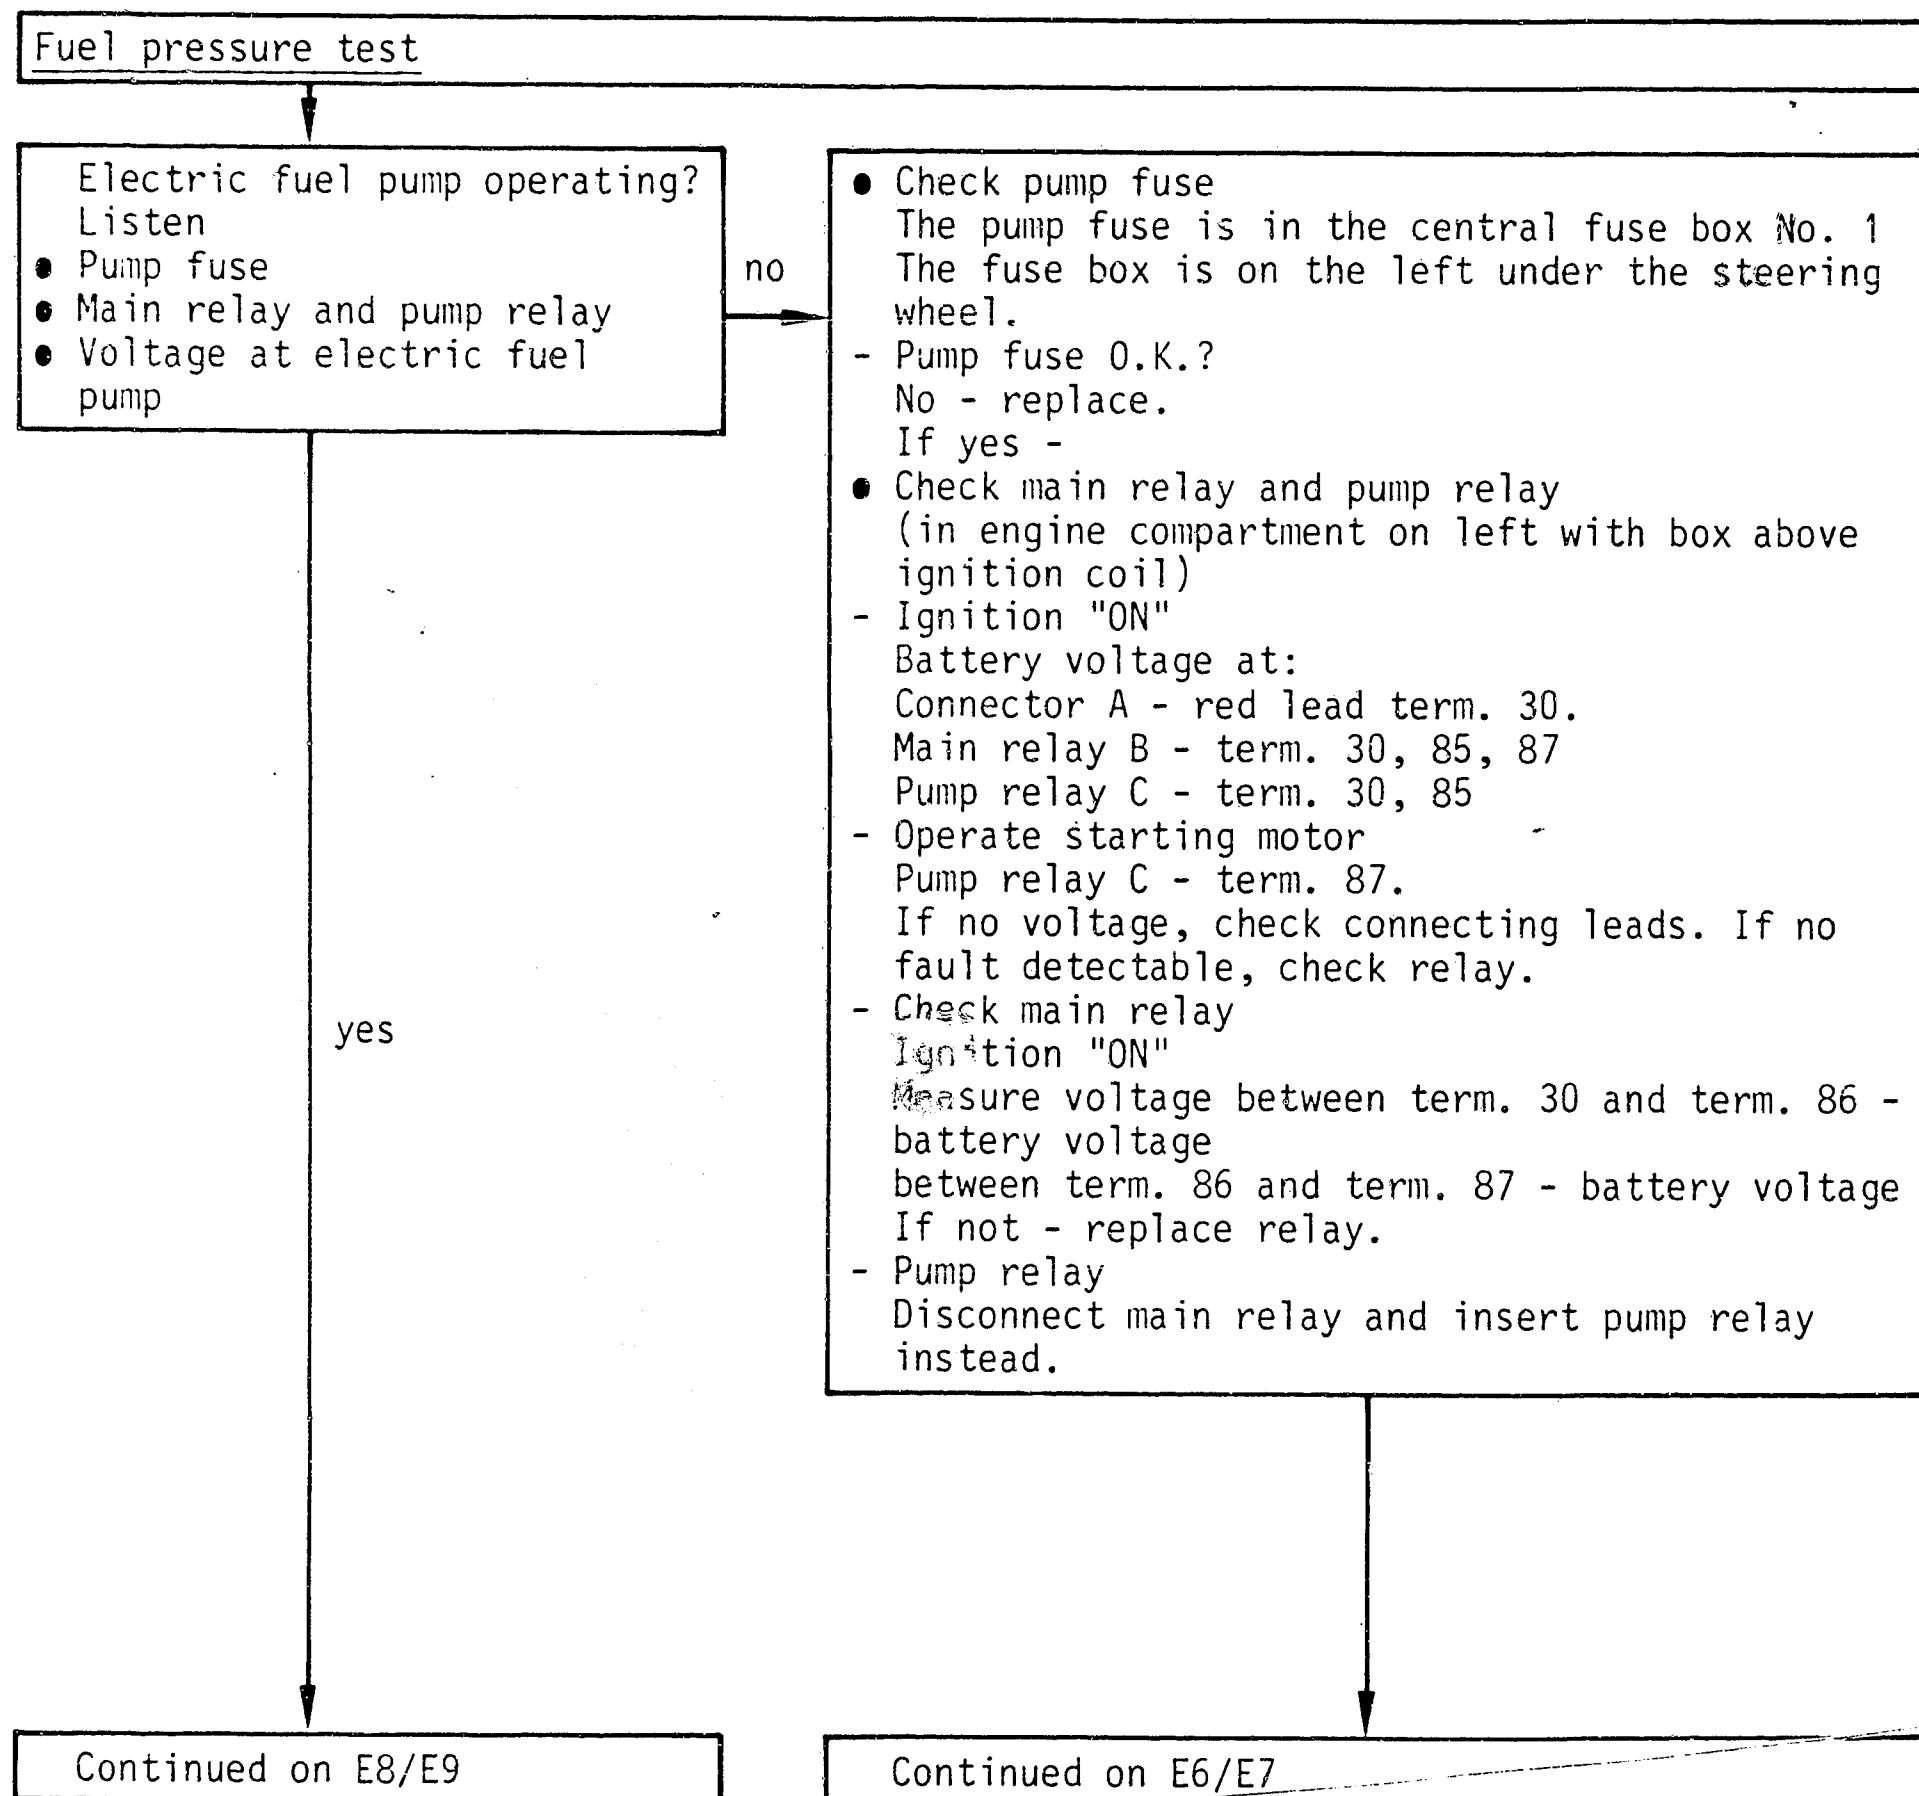 Fuel pressure test
Electric fuel pump operating?
Listen
● Pump fuse
● Main relay and pump relay
● Voltage at electric fuel
pump
no
● Check pump fuse
The pump fuse is in the central fuse box No. 1
The fuse box is on the left under the steering
wheel.
- Pump fuse O.K.?
No - replace.
If yes -
● Check main relay and pump relay
(in engine compartment on left with box above
ignition coil)
- Ignition "ON"
Battery voltage at:
Connector A - red lead term. 30.
Main relay B - term. 30, 85, 87
Pump relay C - term. 30, 85
- Operate starting motor
Pump relay C - term. 87.
If no voltage, check connecting leads. If no
fault detectable, check relay.
- Check main relay
Ignition "ON"
Measure voltage between term. 30 and term. 86 -
battery voltage
between term. 86 and term. 87 - battery voltage
If not - replace relay.
- Pump relay
Disconnect main relay and insert pump relay
instead.
yes
Continued on E8/E9
Continued on E6/E7